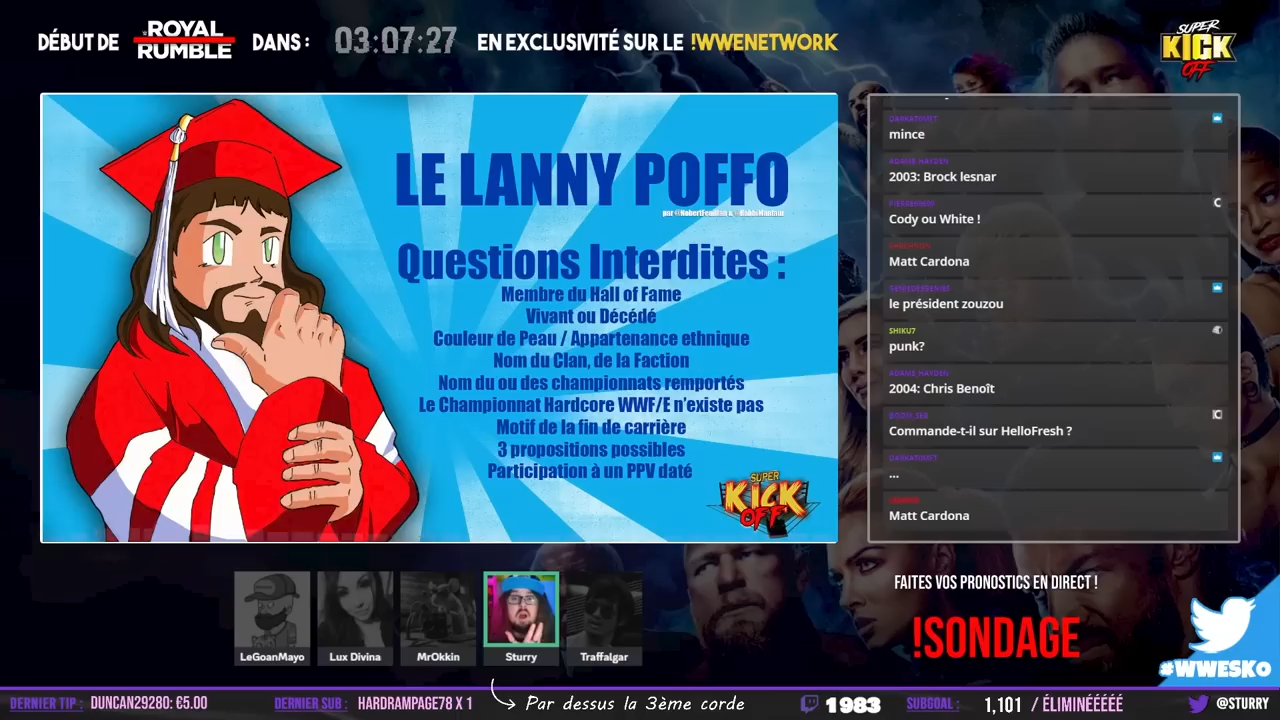 DÉBUT DE ROYAL RUMBLE DANS : 03:07:27 EN EXCLUSIVITÉ SUR LE !WWENETWORK
SUPER KICK OFF
LE LANNY POFFO
Questions Interdites :
Membre du Hall of Fame
Vivant ou Décédé
Couleur de Peau / Appartenance ethnique
Nom du Clan, de la Faction
Nom du ou des championnats remportés
Le Championnat Hardcore WWF/E n'existe pas
Motif de la fin de carrière
3 propositions possibles
Participation à un PPV daté
SUPER KICK OFF
mince
ADAMS HAYDEN
2003: Brock lesnar
Cody ou White !
Matt Cardona
le président zouzou
SHIKU7
punk?
ADAMS HAYDEN
2004: Chris Benoît
Commande-t-il sur HelloFresh ?
...
Matt Cardona
LeGoanMayo
Lux Divina
MrOkkin
Sturry
Traffalgar
FAITES VOS PRONOSTICS EN DIRECT !
!SONDAGE
#WWESKO
DERNIER TIP : DUNCAN29280: €5.00
DERNIER SUB : HARDRAMPAGE78 X 1
Par dessus la 3ème corde
1983
SUBGOAL : 1,101 / ÉLIMINÉÉÉÉÉ
@STURRY